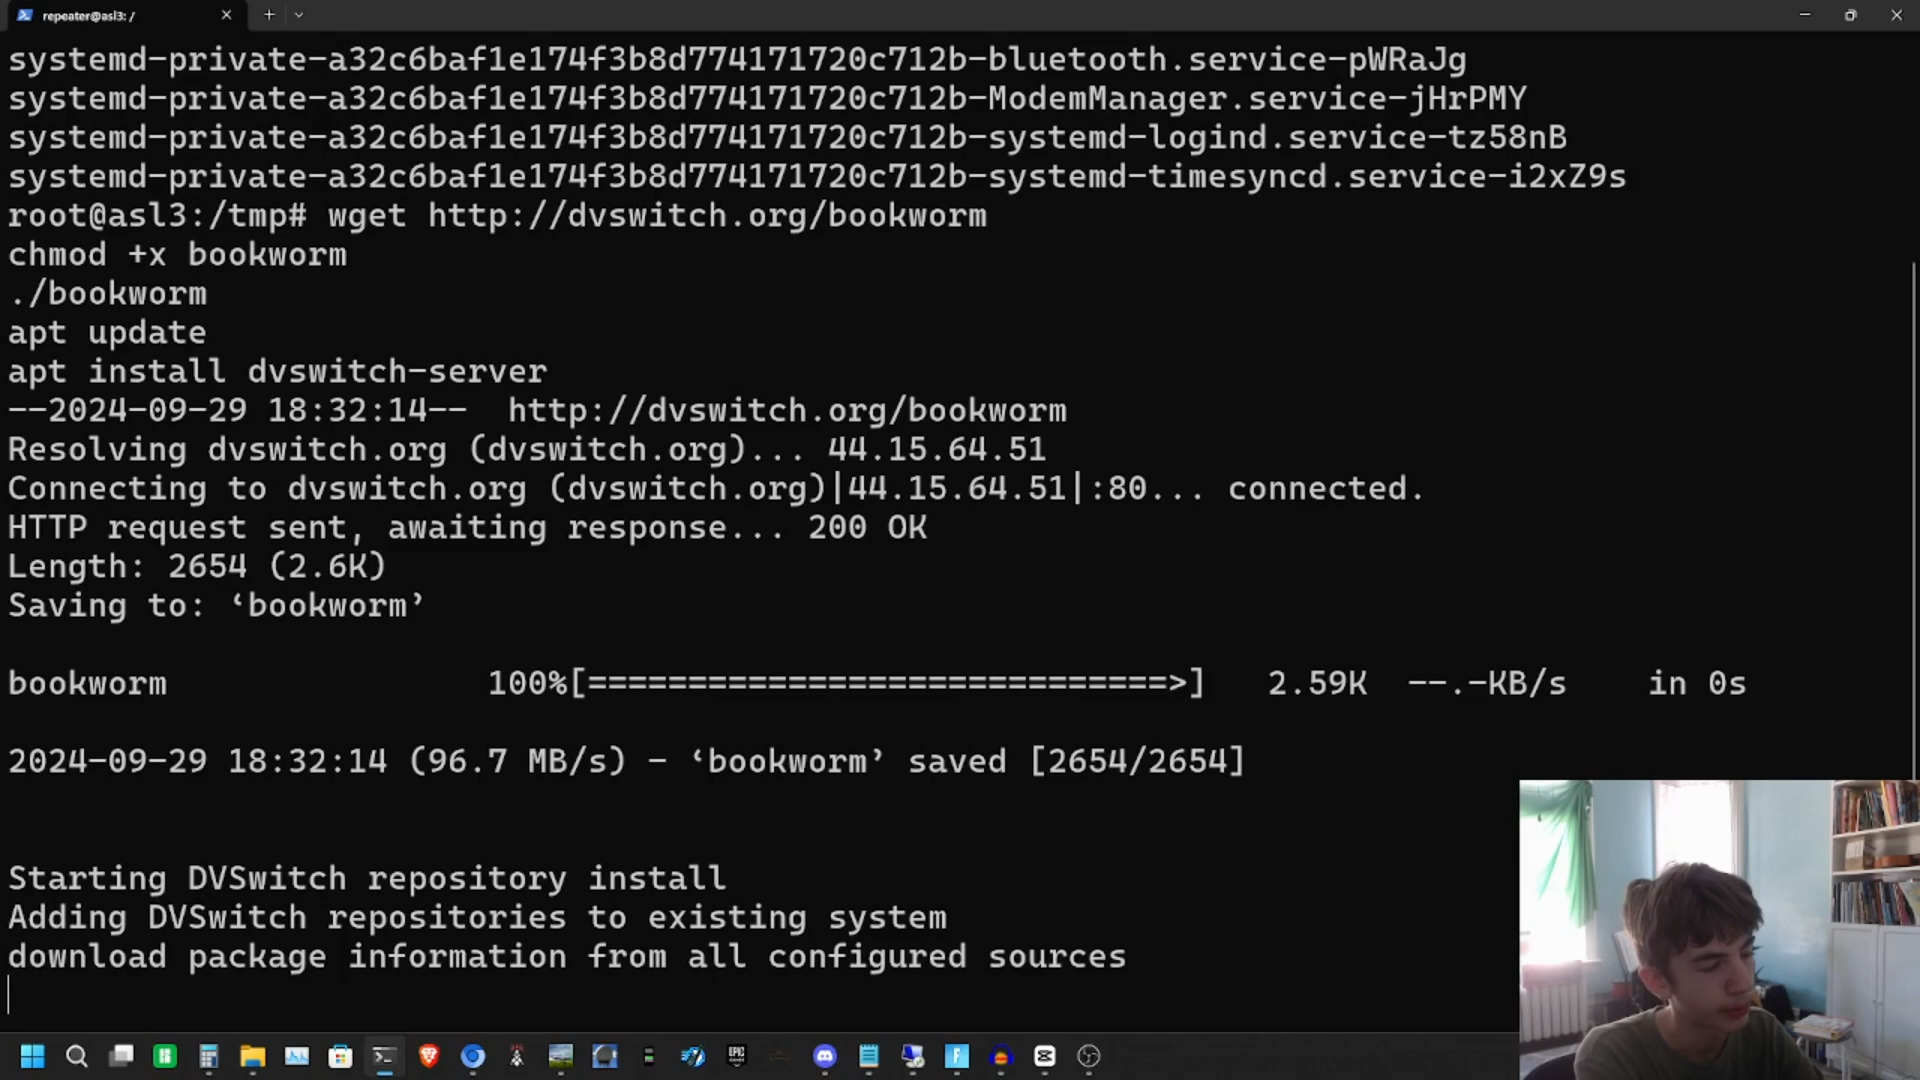 repeater@asl3: /
systemd-private-a32c6baf1e174f3b8d774171720c712b-bluetooth.service-pWRaJg
systemd-private-a32c6baf1e174f3b8d774171720c712b-ModemManager.service-jHrPMY
systemd-private-a32c6baf1e174f3b8d774171720c712b-systemd-logind.service-tz58nB
systemd-private-a32c6baf1e174f3b8d774171720c712b-systemd-timesyncd.service-i2xZ9s
root@asl3:/tmp# wget http://dvswitch.org/bookworm
chmod +x bookworm
./bookworm
apt update
apt install dvswitch-server
--2024-09-29 18:32:14--  http://dvswitch.org/bookworm
Resolving dvswitch.org (dvswitch.org)... 44.15.64.51
Connecting to dvswitch.org (dvswitch.org)|44.15.64.51|:80... connected.
HTTP request sent, awaiting response... 200 OK
Length: 2654 (2.6K)
Saving to: ‘bookworm’
bookworm 100%[=============================>] 2.59K --.-KB/s in 0s
2024-09-29 18:32:14 (96.7 MB/s) - ‘bookworm’ saved [2654/2654]
Starting DVSwitch repository install
Adding DVSwitch repositories to existing system
download package information from all configured sources
EPIC